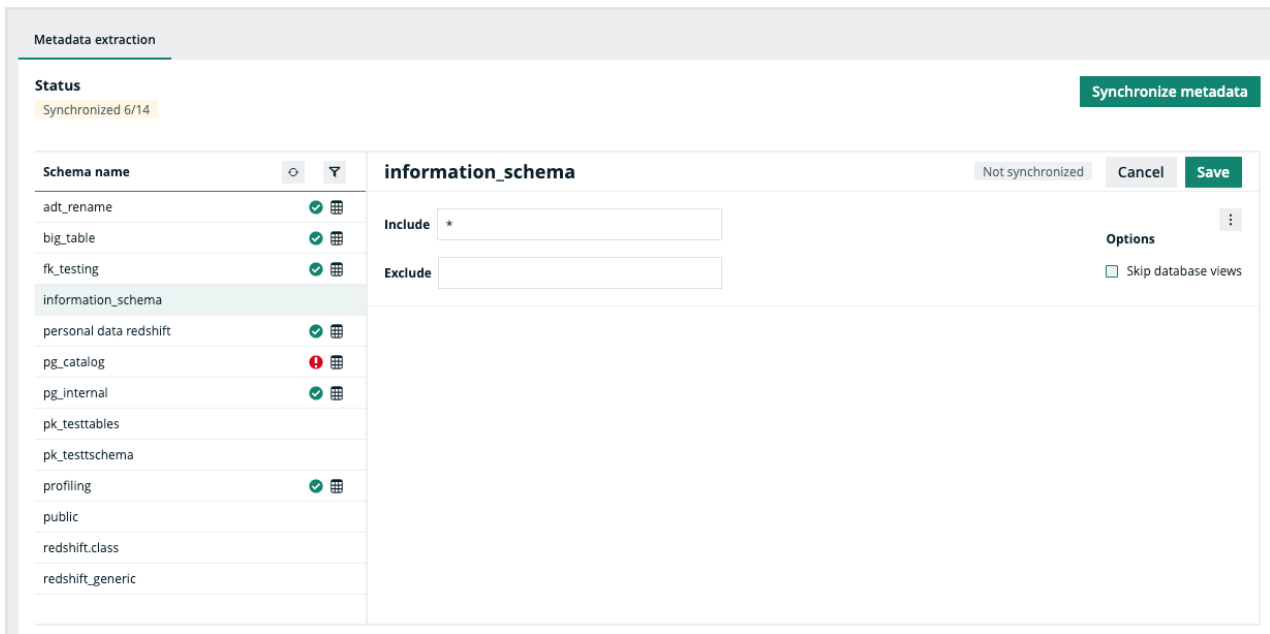 Metadata extraction
Status
Synchronized 6/14
Synchronize metadata
Schema name
information_schema
Not synchronized
Cancel
Save
adt_rename
big_table
fk_testing
information_schema
personal data redshift
pg_catalog
pg_internal
pk_testtables
pk_testtschema
profiling
public
redshift.class
redshift_generic
Include *
Exclude
Options
Skip database views